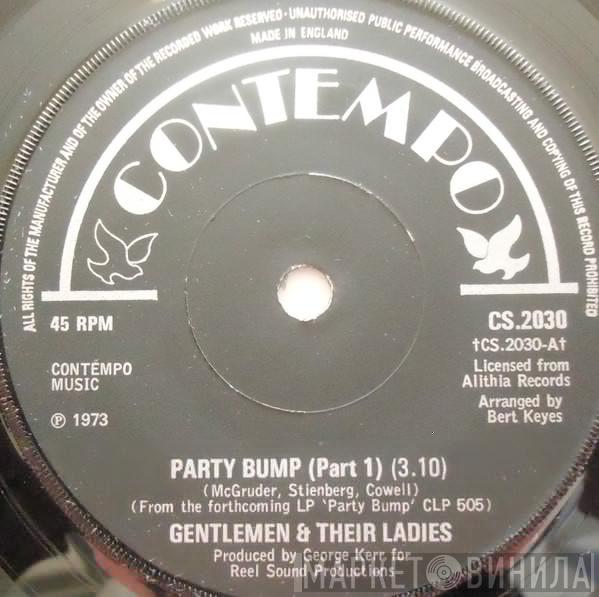 ALL RIGHTS OF THE MANUFACTURER AND OF THE OWNER OF THE RECORDED WORK RESERVED · UNAUTHORISED PUBLIC PERFORMANCE BROADCASTING AND COPYING OF THIS RECORD PROHIBITED
MADE IN ENGLAND
CONTEMPO
45 RPM
CS.2030
†CS.2030-A†
CONTÉMPO
MUSIC
Licensed from
Alithia Records
Arranged by
Bert Keyes
℗ 1973
PARTY BUMP (Part 1) (3.10)
(McGruder, Stienberg, Cowell)
(From the forthcoming LP 'Party Bump' CLP 505)
GENTLEMEN & THEIR LADIES
Produced by George Kerr for
Reel Sound Productions
МАРКЕТ ВИНИЛА